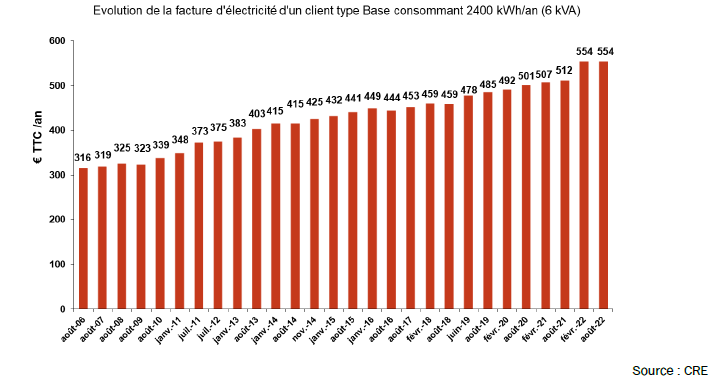 Evolution de la facture d'électricité d'un client type Base consommant 2400 kWh/an (6 kVA)
€ TTC /an
600
500
400
300
200
100
0
316 319 325 323 339 348 373 375 383 403 415 415 425 432 441 449 444 453 459 459 478 485 492 501 507 512 554 554
août-06 août-07 août-08 août-09 août-10 janv.-11 juil.-11 juil.-12 janv.-13 août-13 janv.-14 août-14 nov.-14 janv.-15 août-15 janv.-16 août-16 août-17 févr.-18 août-18 juin-19 août-19 févr.-20 août-20 févr.-21 août-21 févr.-22 août-22
Source : CRE